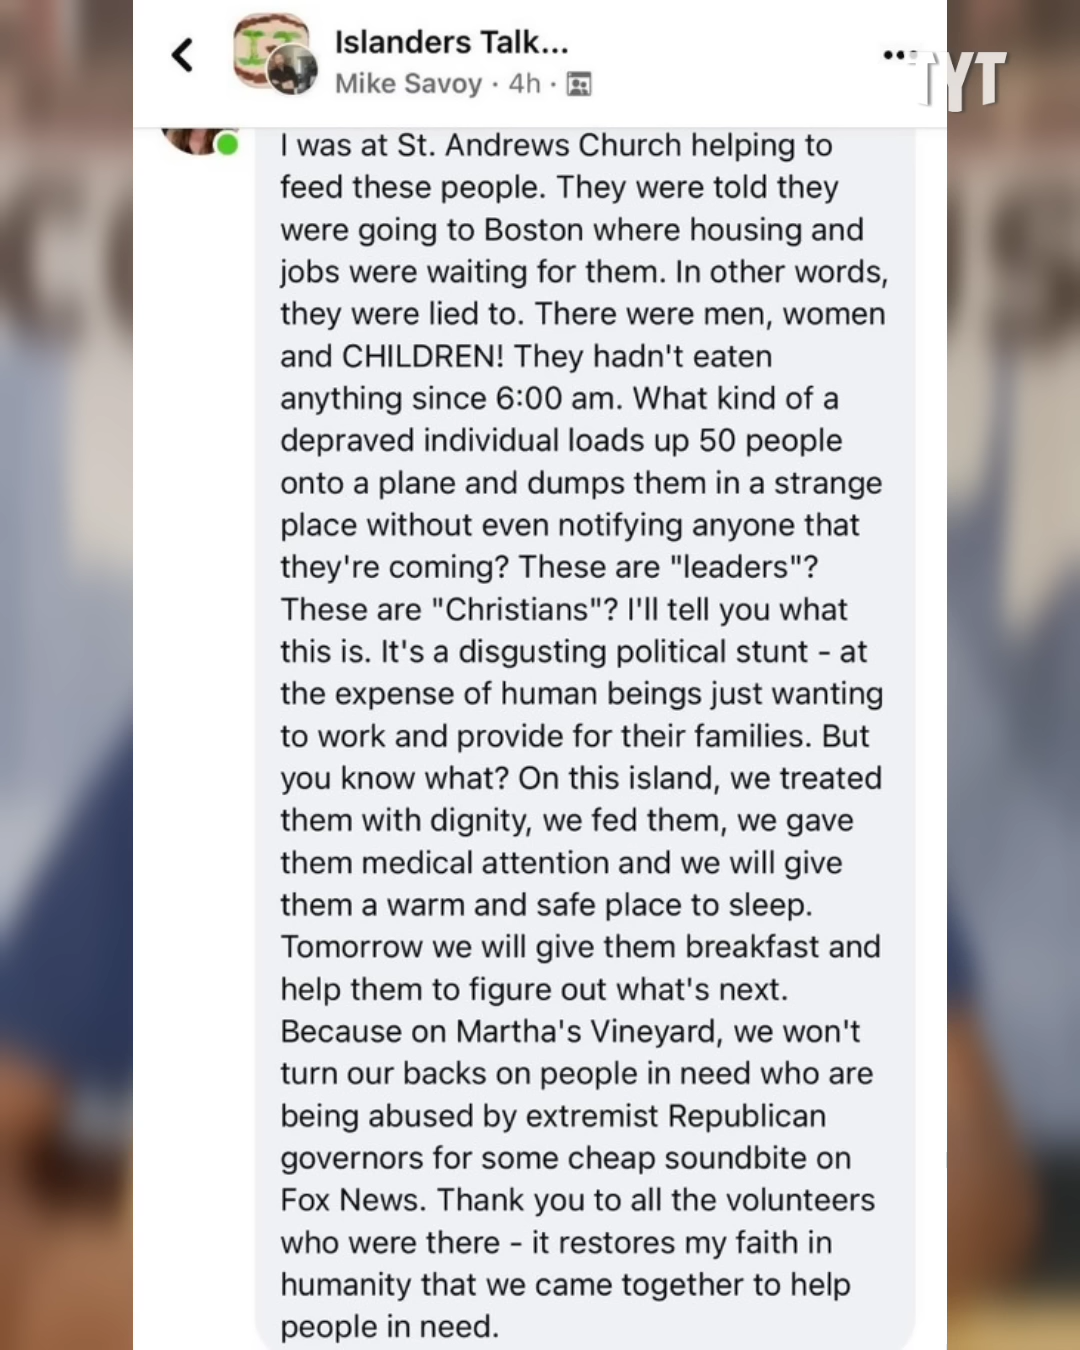 Islanders Talk...
Mike Savoy · 4h ·
TYT
I was at St. Andrews Church helping to
feed these people. They were told they
were going to Boston where housing and
jobs were waiting for them. In other words,
they were lied to. There were men, women
and CHILDREN! They hadn't eaten
anything since 6:00 am. What kind of a
depraved individual loads up 50 people
onto a plane and dumps them in a strange
place without even notifying anyone that
they're coming? These are "leaders"?
These are "Christians"? I'll tell you what
this is. It's a disgusting political stunt - at
the expense of human beings just wanting
to work and provide for their families. But
you know what? On this island, we treated
them with dignity, we fed them, we gave
them medical attention and we will give
them a warm and safe place to sleep.
Tomorrow we will give them breakfast and
help them to figure out what's next.
Because on Martha's Vineyard, we won't
turn our backs on people in need who are
being abused by extremist Republican
governors for some cheap soundbite on
Fox News. Thank you to all the volunteers
who were there - it restores my faith in
humanity that we came together to help
people in need.